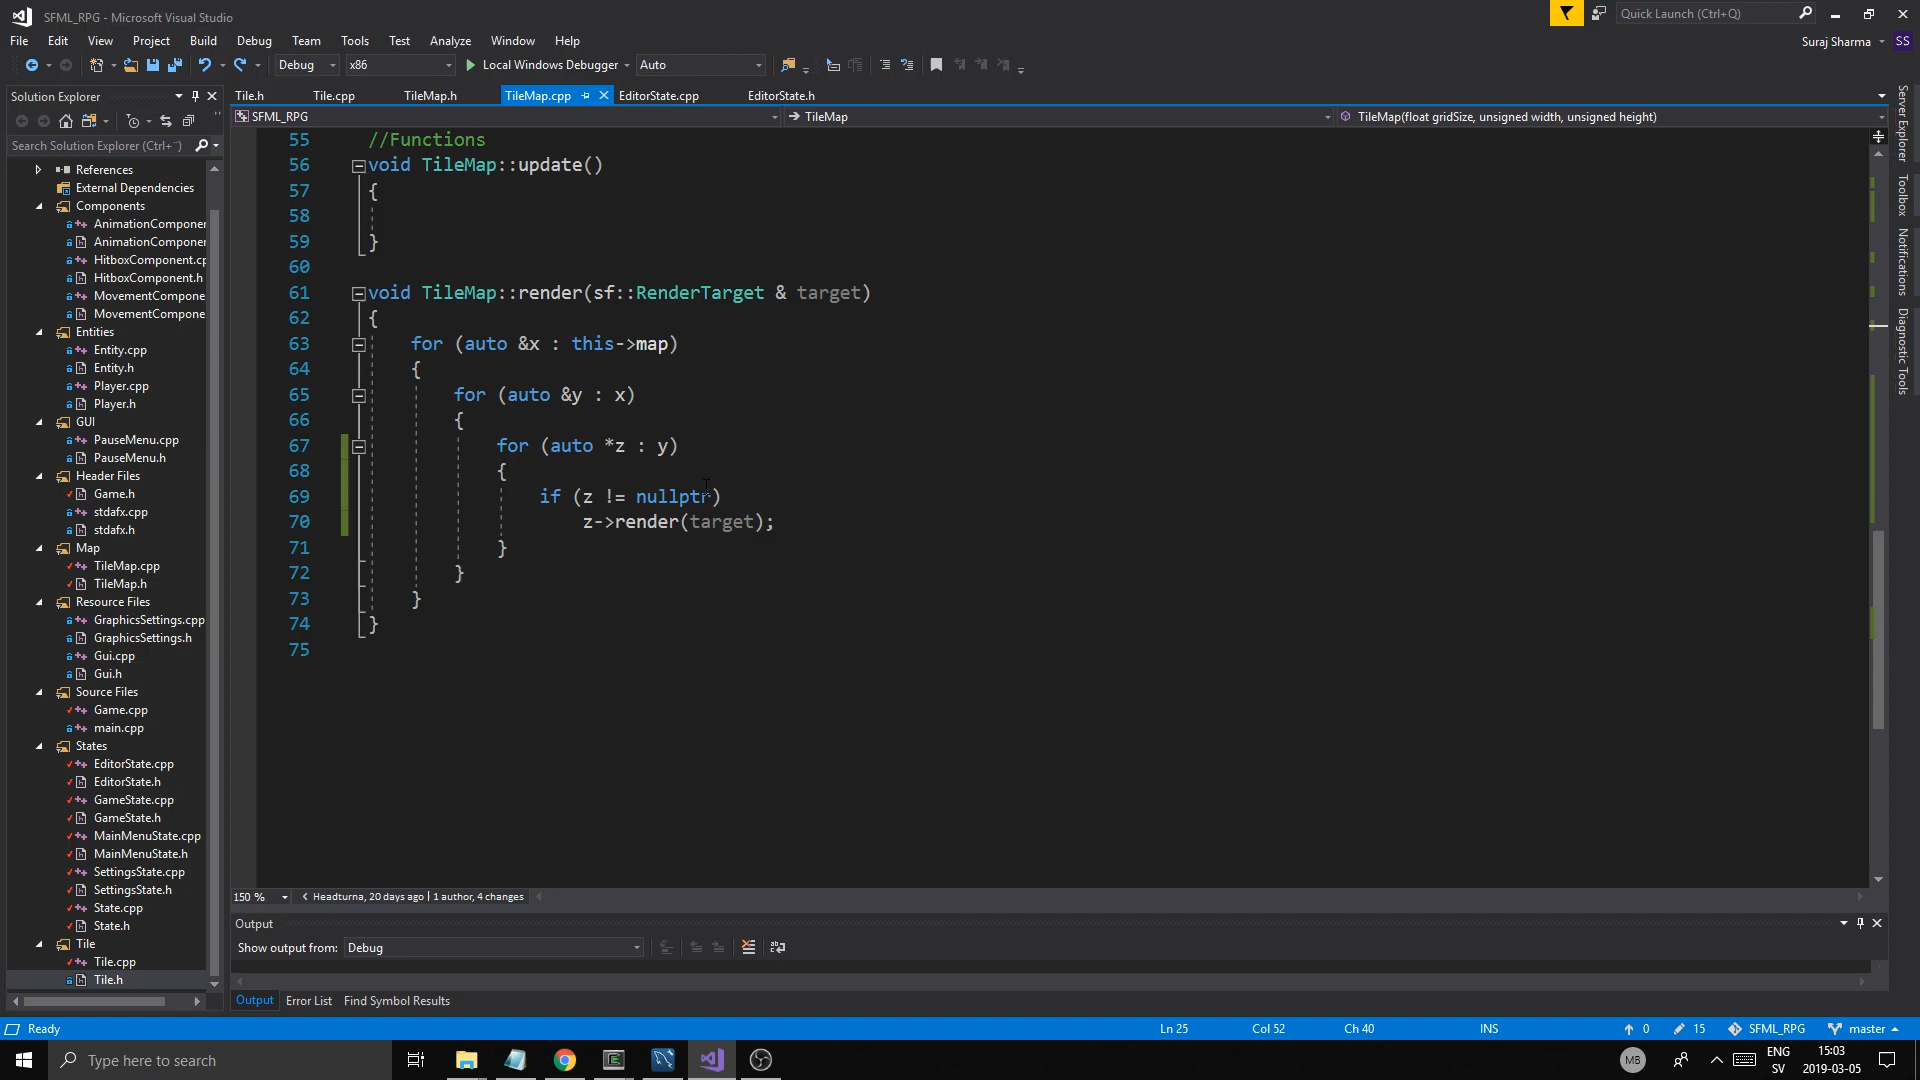 SFML_RPG - Microsoft Visual Studio
Quick Launch (Ctrl+Q)
File Edit View Project Build Debug Team Tools Test Analyze Window Help
Suraj Sharma
SS
Debug
x86
Local Windows Debugger
Auto
Solution Explorer
Search Solution Explorer (Ctrl+¨)
References
External Dependencies
Components
AnimationComponer
AnimationComponer
HitboxComponent.cp
HitboxComponent.h
MovementCompone
MovementCompone
Entities
Entity.cpp
Entity.h
Player.cpp
Player.h
GUI
PauseMenu.cpp
PauseMenu.h
Header Files
Game.h
stdafx.cpp
stdafx.h
Map
TileMap.cpp
TileMap.h
Resource Files
GraphicsSettings.cpp
GraphicsSettings.h
Gui.cpp
Gui.h
Source Files
Game.cpp
main.cpp
States
EditorState.cpp
EditorState.h
GameState.cpp
GameState.h
MainMenuState.cpp
MainMenuState.h
SettingsState.cpp
SettingsState.h
State.cpp
State.h
Tile
Tile.cpp
Tile.h
Tile.h Tile.cpp TileMap.h TileMap.cpp EditorState.cpp EditorState.h
SFML_RPG
TileMap
TileMap(float gridSize, unsigned width, unsigned height)
55 //Functions
56 void TileMap::update()
57 {
58
59 }
60
61 void TileMap::render(sf::RenderTarget & target)
62 {
63 for (auto &x : this->map)
64 {
65 for (auto &y : x)
66 {
67 for (auto *z : y)
68 {
69 if (z != nullptr)
70 z->render(target);
71 }
72 }
73 }
74 }
75
150 %
Headturna, 20 days ago | 1 author, 4 changes
Output
Show output from: Debug
Output Error List Find Symbol Results
Server Explorer
Toolbox
Notifications
Diagnostic Tools
Ready
Ln 25
Col 52
Ch 40
INS
0
15
SFML_RPG
master
Type here to search
MB
ENG
SV
15:03
2019-03-05